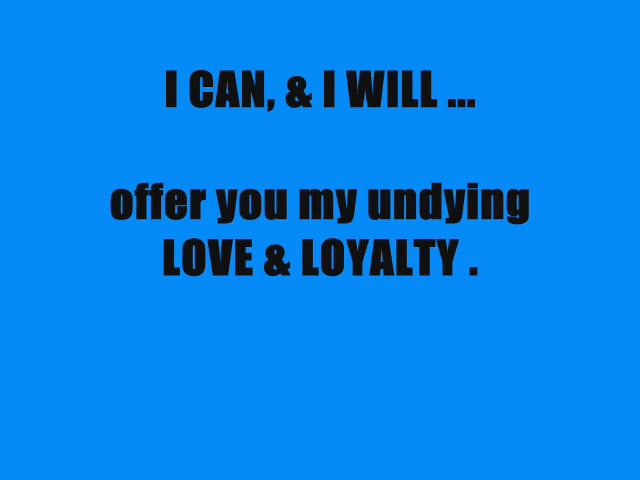 I CAN, & I WILL ...
offer you my undying
LOVE & LOYALTY .